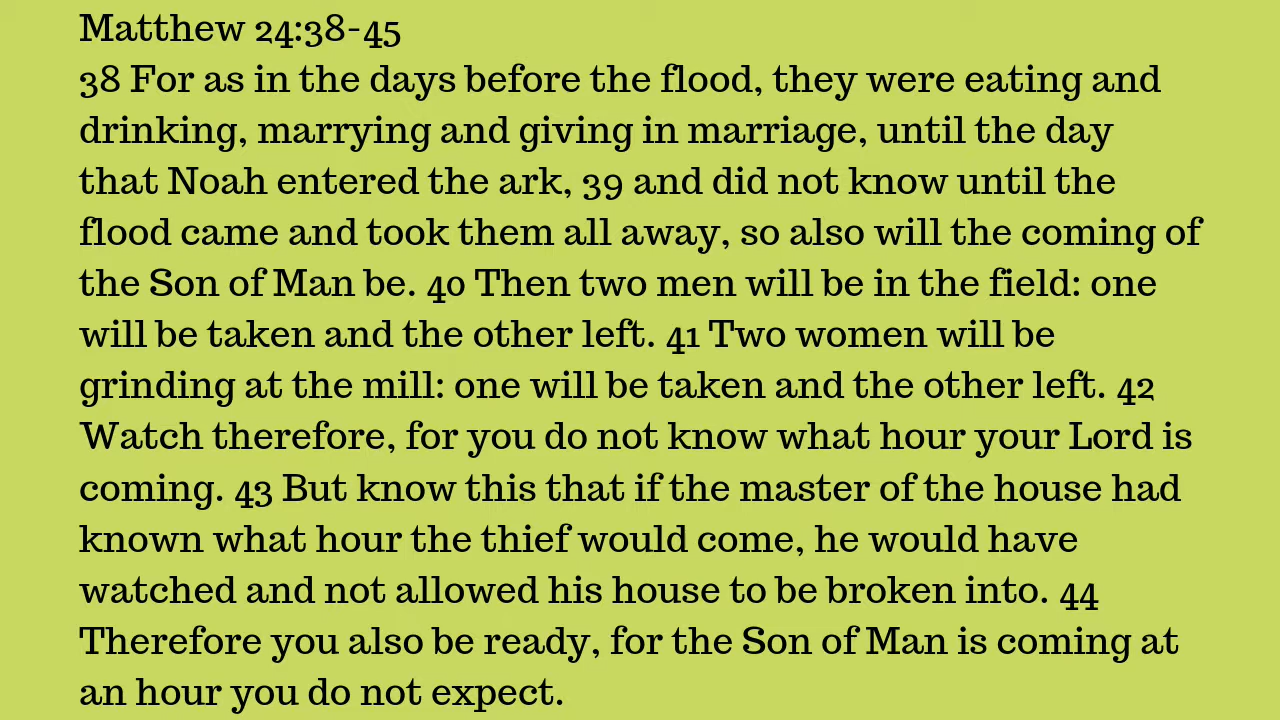 Matthew 24:38-45
38 For as in the days before the flood, they were eating and
drinking, marrying and giving in marriage, until the day
that Noah entered the ark, 39 and did not know until the
flood came and took them all away, so also will the coming of
the Son of Man be. 40 Then two men will be in the field: one
will be taken and the other left. 41 Two women will be
grinding at the mill: one will be taken and the other left. 42
Watch therefore, for you do not know what hour your Lord is
coming. 43 But know this that if the master of the house had
known what hour the thief would come, he would have
watched and not allowed his house to be broken into. 44
Therefore you also be ready, for the Son of Man is coming at
an hour you do not expect.